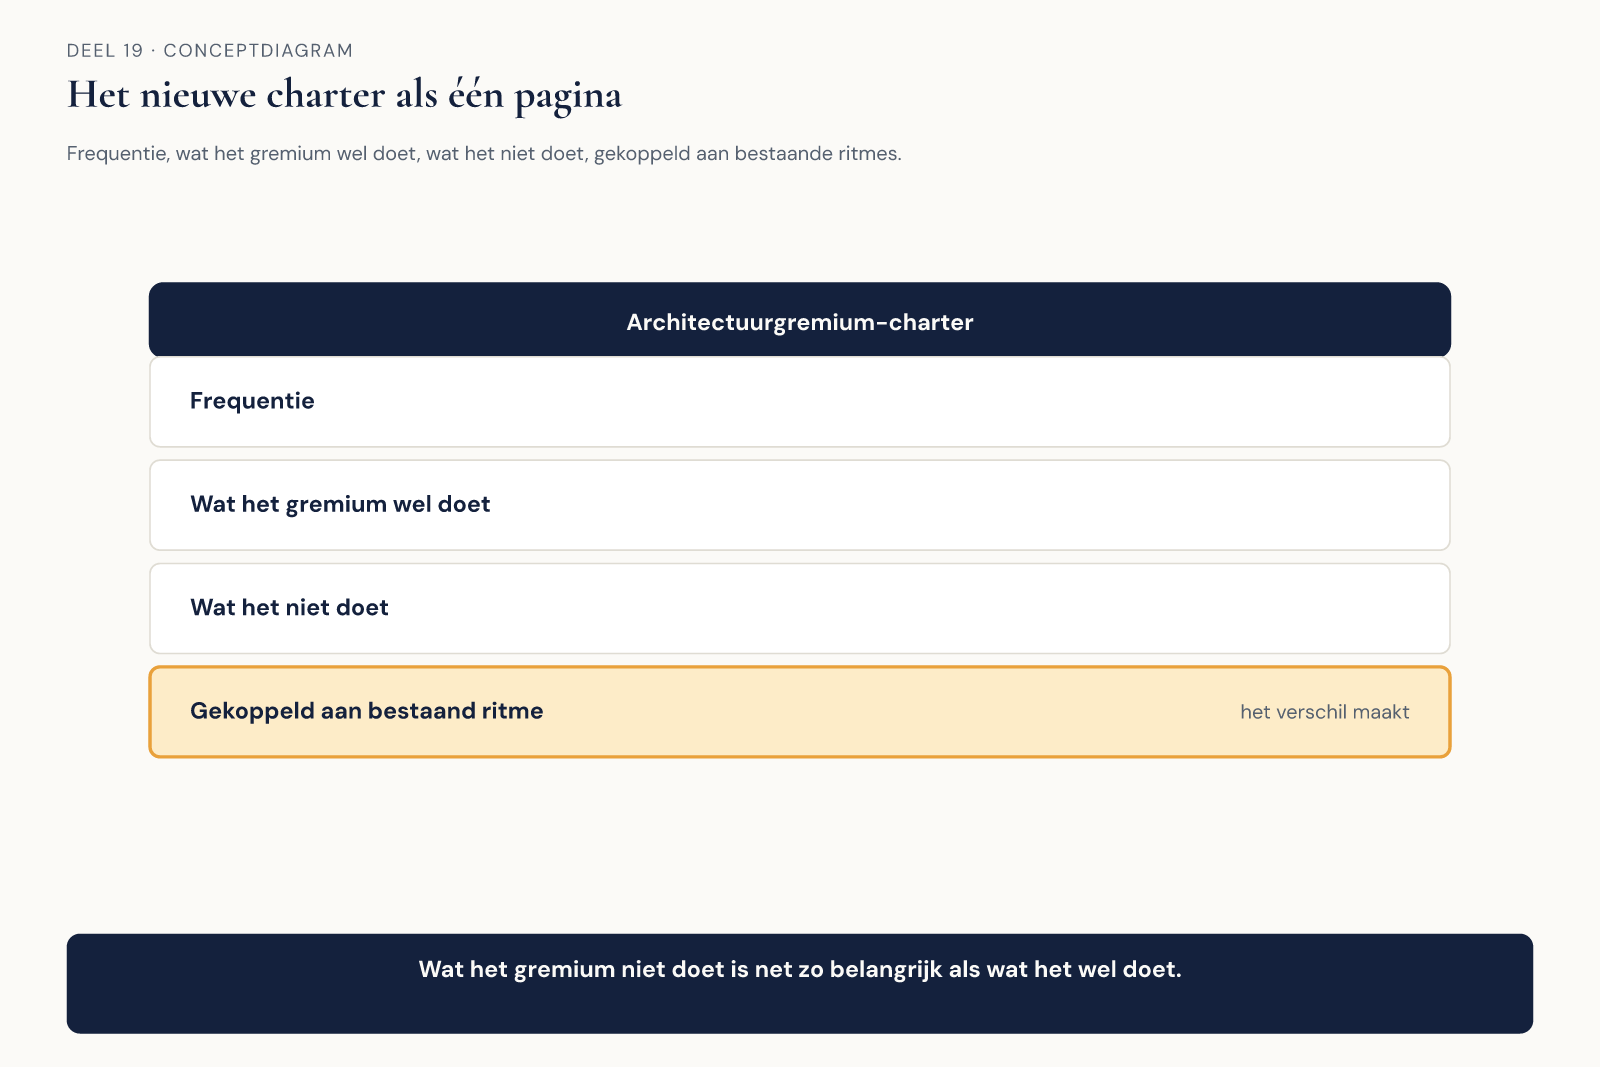 DEEL 19 · CONCEPTDIAGRAM
Het nieuwe charter als één pagina
Frequentie, wat het gremium wel doet, wat het niet doet, gekoppeld aan bestaande ritmes.
Architectuurgremium-charter
Frequentie
Wat het gremium wel doet
Wat het niet doet
Gekoppeld aan bestaand ritme
het verschil maakt
Wat het gremium niet doet is net zo belangrijk als wat het wel doet.